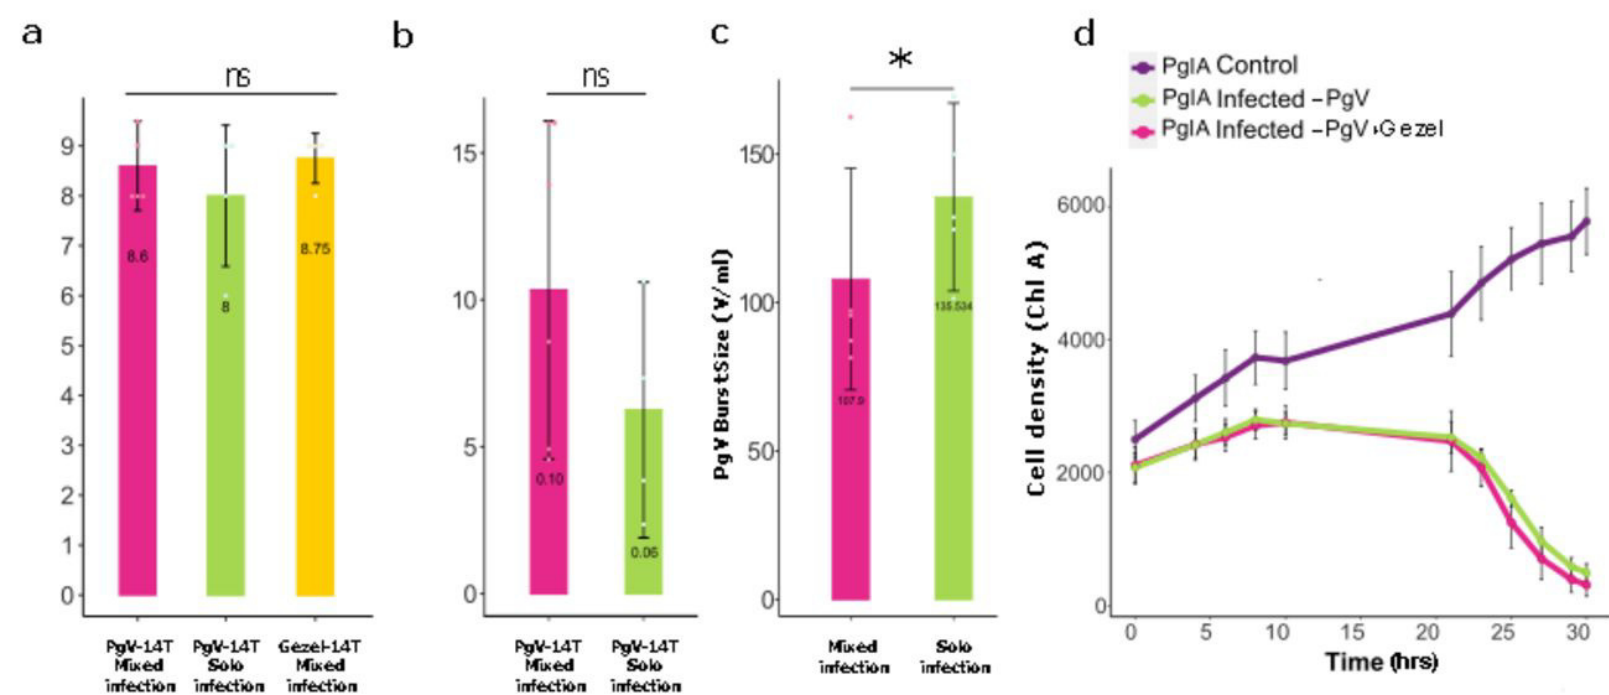 a
ns
9
8
7
6
5
4
3
2
1
0
8.6
8
8.75
PgV-14T
Mixed
infection
PgV-14T
Solo
infection
Gezel-14T
Mixed
infection
b
ns
15
10
5
0
0.10
0.06
PgV-14T
Mixed
infection
PgV-14T
Solo
infection
c
*
PgV Burst Size (V/ml)
150
100
50
0
107.9
135.534
Mixed
infection
Solo
infection
d
PglA Control
PglA Infected –PgV
PglA Infected –PgV+Gezel
Cell density (Chl A)
6000
4000
2000
0
0 5 10 15 20 25 30
Time (hrs)